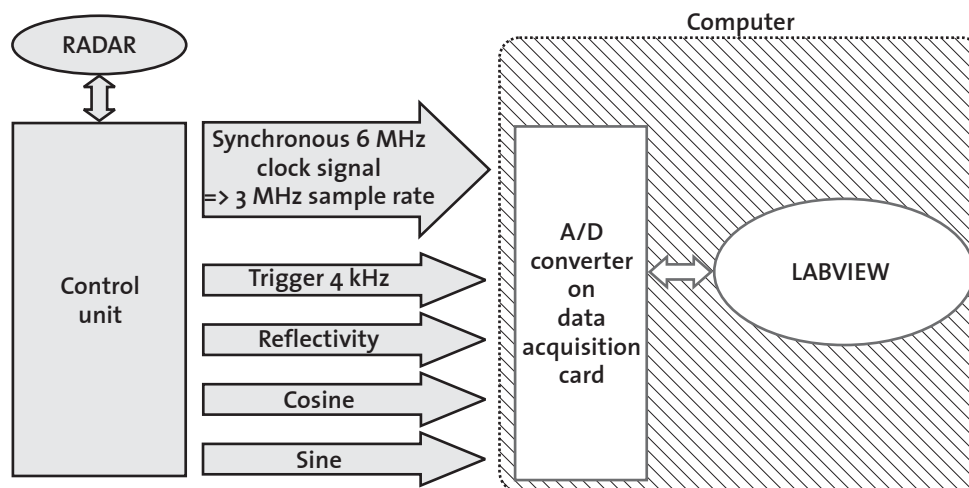 Computer
RADAR
Synchronous 6 MHz
clock signal
=> 3 MHz sample rate
Control
unit
Trigger 4 kHz
Reflectivity
Cosine
Sine
A/D
converter
on
data
acquisition
card
LABVIEW